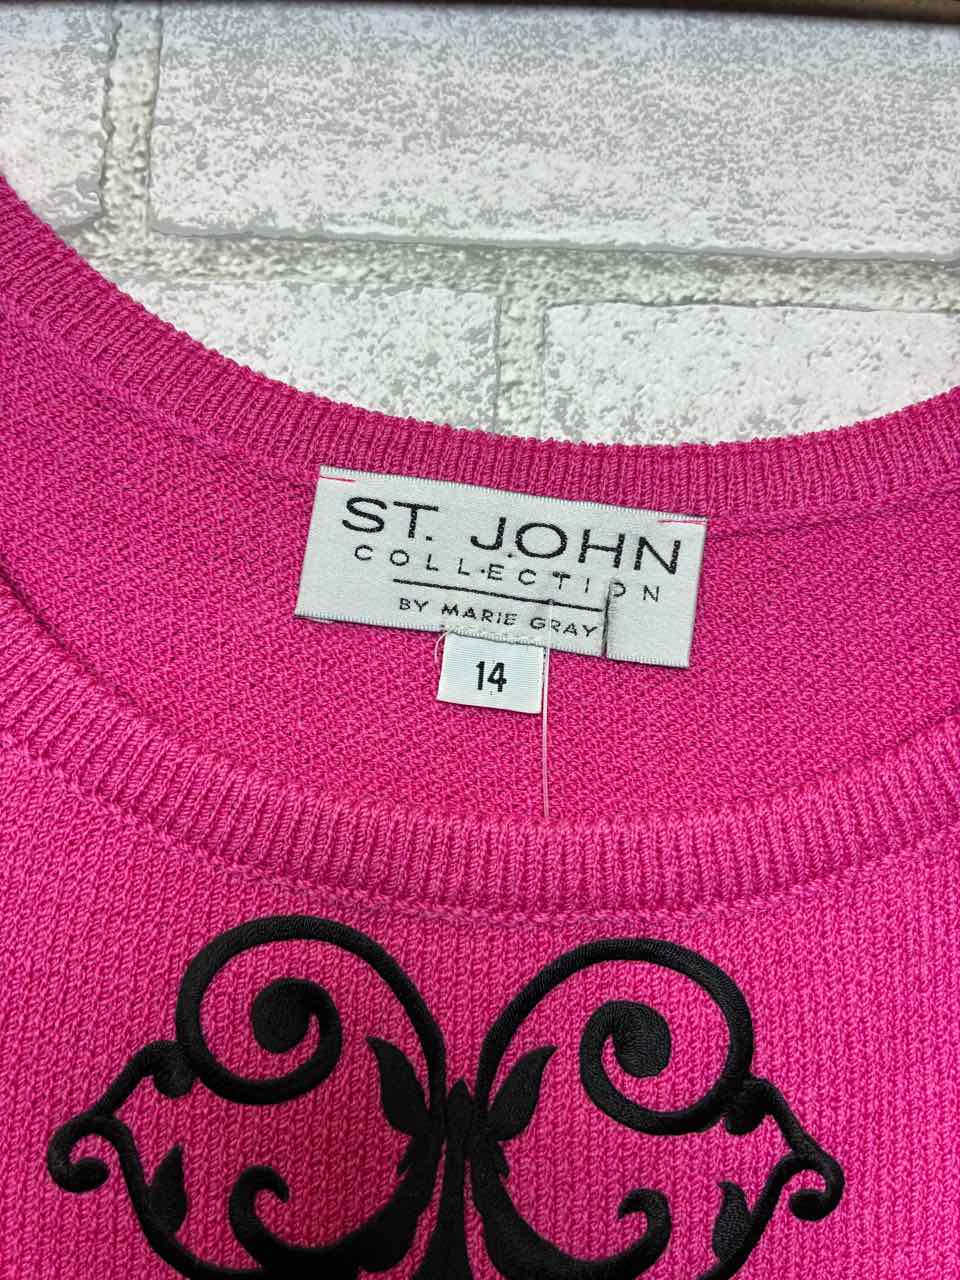 ST. JOHN
COLLECTION
BY MARIE GRAY
14